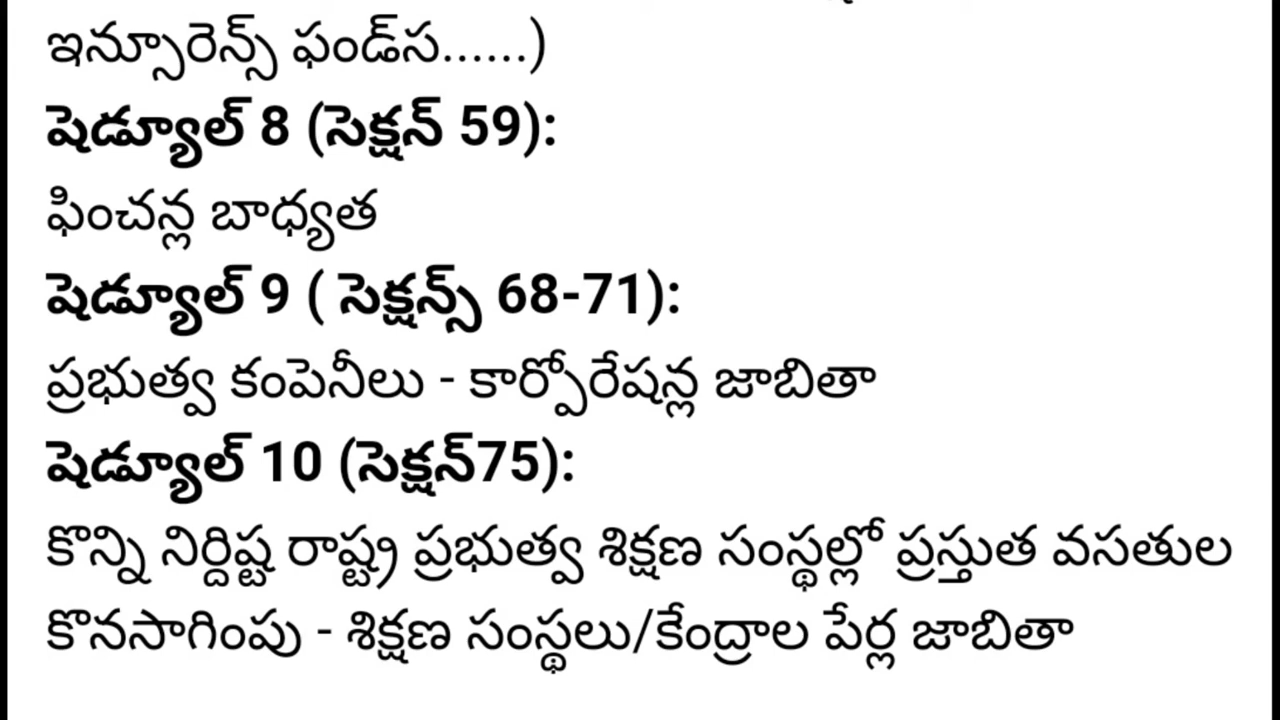 ఇన్సూరెన్స్ ఫండ్‌స......)
షెడ్యూల్ 8 (సెక్షన్ 59):
ఫించన్ల బాధ్యత
షెడ్యూల్ 9 ( సెక్షన్స్ 68-71):
ప్రభుత్వ కంపెనీలు - కార్పోరేషన్ల జాబితా
షెడ్యూల్ 10 (సెక్షన్75):
కొన్ని నిర్దిష్ట రాష్ట్ర ప్రభుత్వ శిక్షణ సంస్థల్లో ప్రస్తుత వసతుల
కొనసాగింపు - శిక్షణ సంస్థలు/కేంద్రాల పేర్ల జాబితా